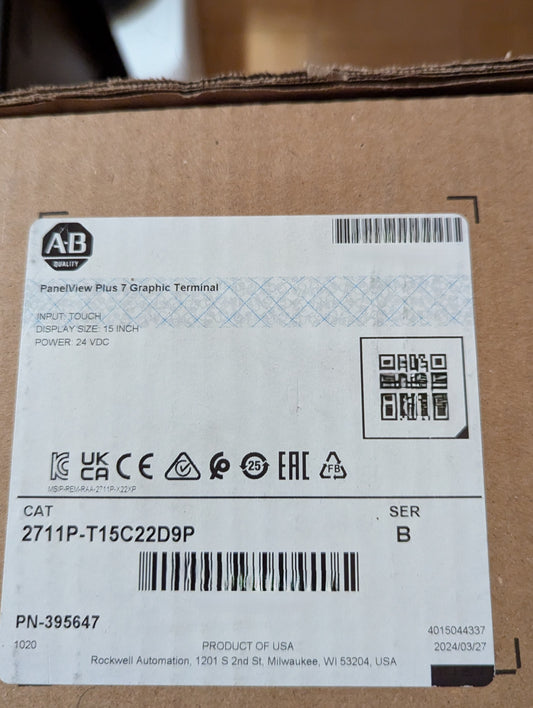 A-B
QUALITY
PanelView Plus 7 Graphic Terminal
INPUT: TOUCH
DISPLAY SIZE: 15 INCH
POWER: 24 VDC
UK
CA CE 25 EAC FB
MSIP-REM-RAA-2711P-X22XP
CAT SER
2711P-T15C22D9P B
PN-395647
4015044337
1020 PRODUCT OF USA 2024/03/27
Rockwell Automation, 1201 S 2nd St, Milwaukee, WI 53204, USA